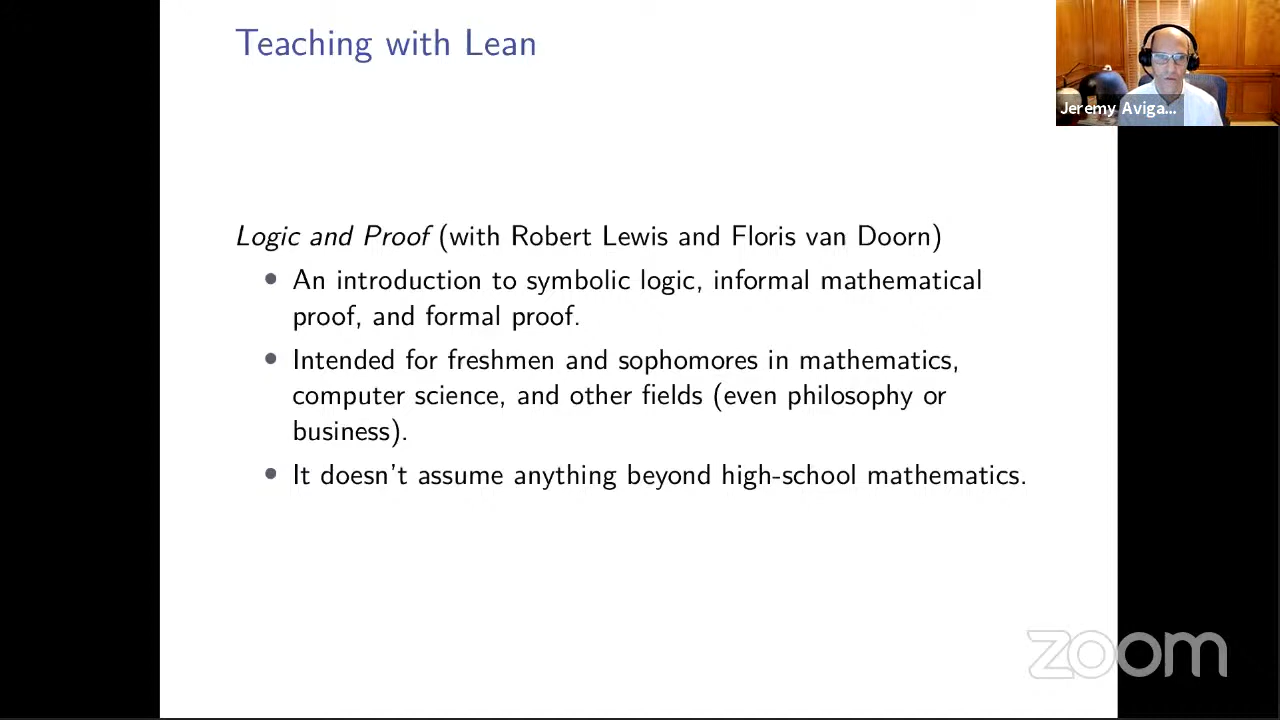 Teaching with Lean
Jeremy Aviga...
Logic and Proof (with Robert Lewis and Floris van Doorn)
An introduction to symbolic logic, informal mathematical
proof, and formal proof.
Intended for freshmen and sophomores in mathematics,
computer science, and other fields (even philosophy or
business).
It doesn't assume anything beyond high-school mathematics.
zoom